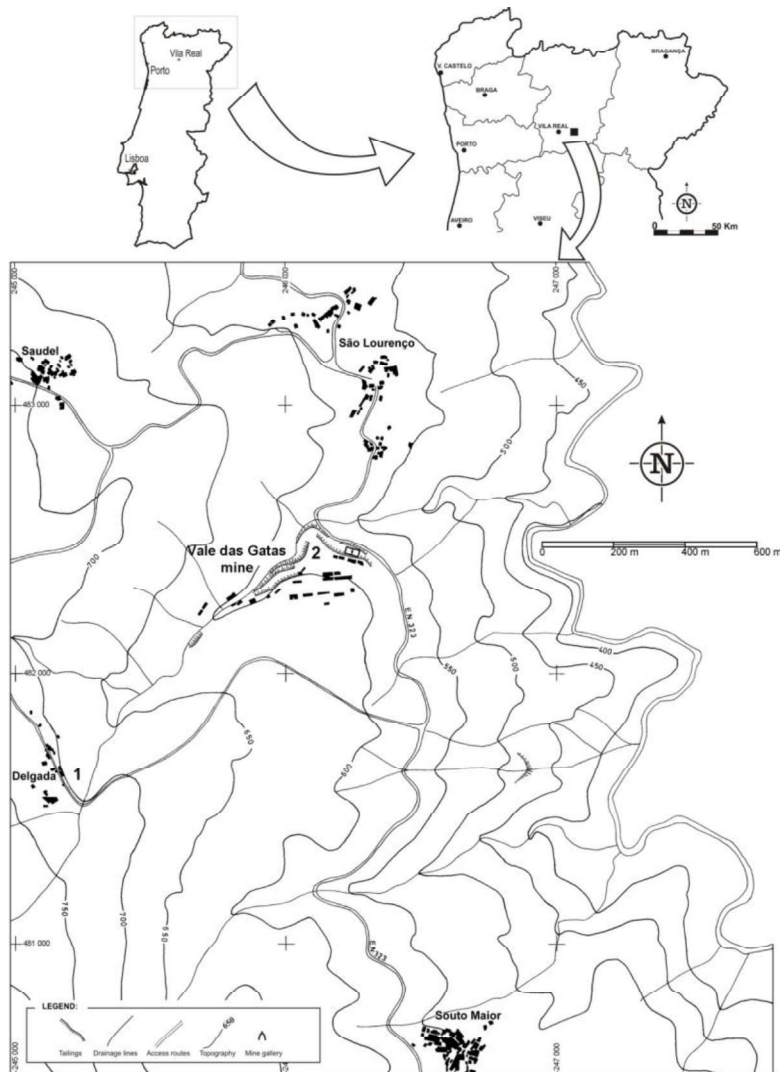 Vila Real
Porto
Lisboa
BRAGANÇA
V. CASTELO
BRAGA
VILA REAL
PORTO
AVEIRO
VISEU
N
0 50 Km
245 000
246 000
247 000
São Lourenço
Saudel
483 000
450
500
N
Vale das Gatas
mine
2
700
0 200 m 400 m 600 m
E.N.323
400
450
500
550
482 000
650
600
Delgada
1
750
700
650
481 000
E.N.323
LEGEND:
650
Tailings Drainage lines Access routes Topography Mine gallery
Souto Maior
245 000
247 000